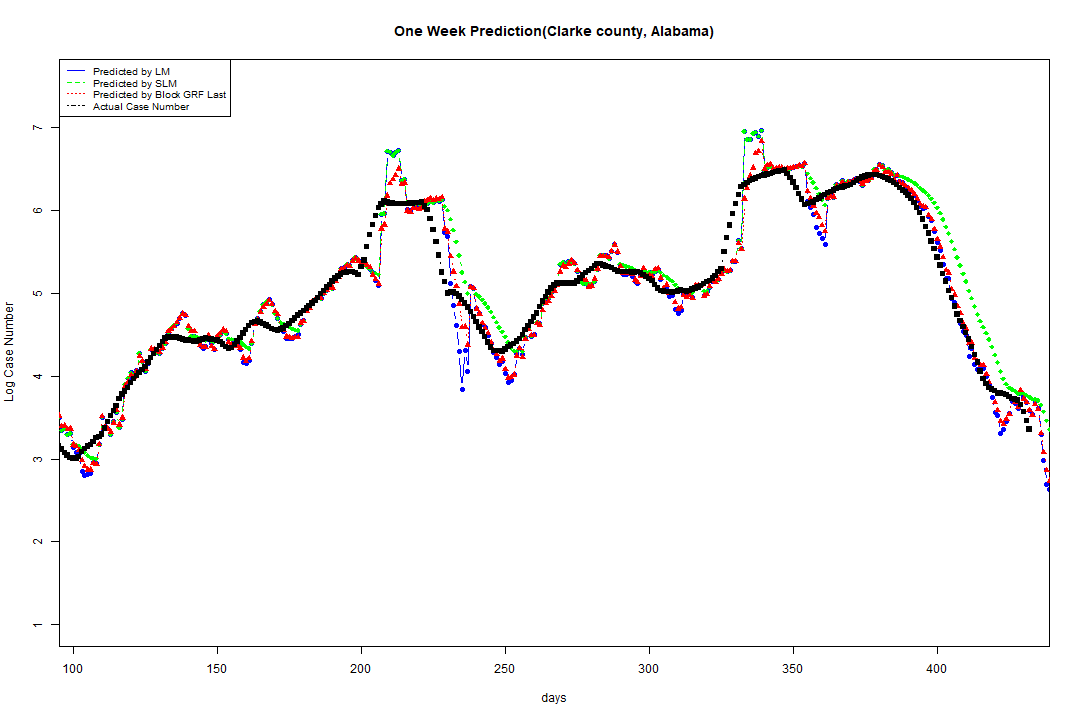 One Week Prediction(Clarke county, Alabama)
Predicted by LM
Predicted by SLM
Predicted by Block GRF Last
Actual Case Number
7
6
5
4
3
2
1
Log Case Number
100 150 200 250 300 350 400
days